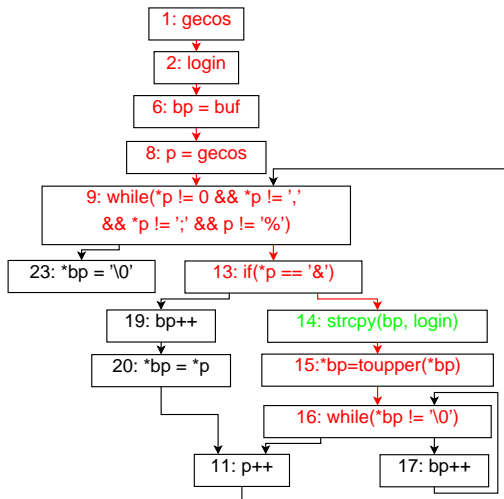 1: gecos
2: login
6: bp = buf
8: p = gecos
9: while(*p != 0 && *p != ','
&& *p != ';' && p != '%')
23: *bp = '\0'
13: if(*p == '&')
19: bp++
14: strcpy(bp, login)
20: *bp = *p
15:*bp=toupper(*bp)
16: while(*bp != '\0')
11: p++
17: bp++